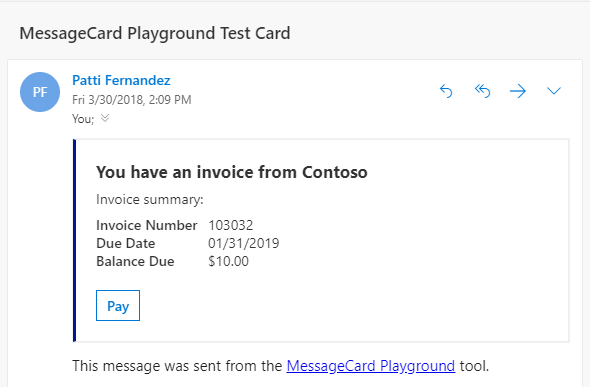 MessageCard Playground Test Card
PF
Patti Fernandez
Fri 3/30/2018, 2:09 PM
You;
You have an invoice from Contoso
Invoice summary:
Invoice Number 103032
Due Date 01/31/2019
Balance Due $10.00
Pay
This message was sent from the MessageCard Playground tool.